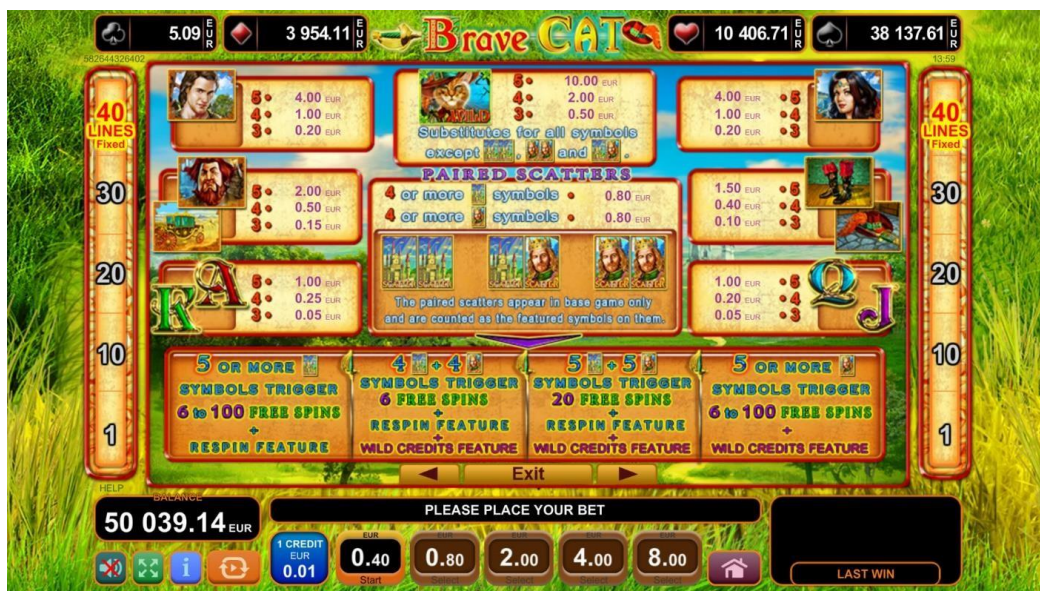 5.09 EUR
3 954.11 EUR
Brave CAT
10 406.71 EUR
38 137.61 EUR
582644326402
13:59
40
LINES
Fixed
30
20
10
1
5 4.00 EUR
4 1.00 EUR
3 0.20 EUR
WILD
5 10.00 EUR
4 2.00 EUR
3 0.50 EUR
Substitutes for all symbols
except , and .
4.00 EUR 5
1.00 EUR 4
0.20 EUR 3
5 2.00 EUR
4 0.50 EUR
3 0.15 EUR
PAIRED SCATTERS
4 or more symbols 0.80 EUR
4 or more symbols 0.80 EUR
SCATTER SCATTER SCATTER SCATTER SCATTER SCATTER
The paired scatters appear in base game only
and are counted as the featured symbols on them.
1.50 EUR 5
0.40 EUR 4
0.10 EUR 3
K A
5 1.00 EUR
4 0.25 EUR
3 0.05 EUR
1.00 EUR 5
0.20 EUR 4
0.05 EUR 3
Q J
5 OR MORE
SYMBOLS TRIGGER
6 to 100 FREE SPINS
+
RESPIN FEATURE
4 + 4
SYMBOLS TRIGGER
6 FREE SPINS
+
RESPIN FEATURE
+
WILD CREDITS FEATURE
5 + 5
SYMBOLS TRIGGER
20 FREE SPINS
+
RESPIN FEATURE
+
WILD CREDITS FEATURE
5 OR MORE
SYMBOLS TRIGGER
6 to 100 FREE SPINS
+
WILD CREDITS FEATURE
40
LINES
Fixed
30
20
10
1
Exit
HELP
BALANCE
50 039.14 EUR
PLEASE PLACE YOUR BET
1 CREDIT
EUR
0.01
EUR
0.40
Start
EUR
0.80
Select
EUR
2.00
Select
EUR
4.00
Select
EUR
8.00
Select
LAST WIN